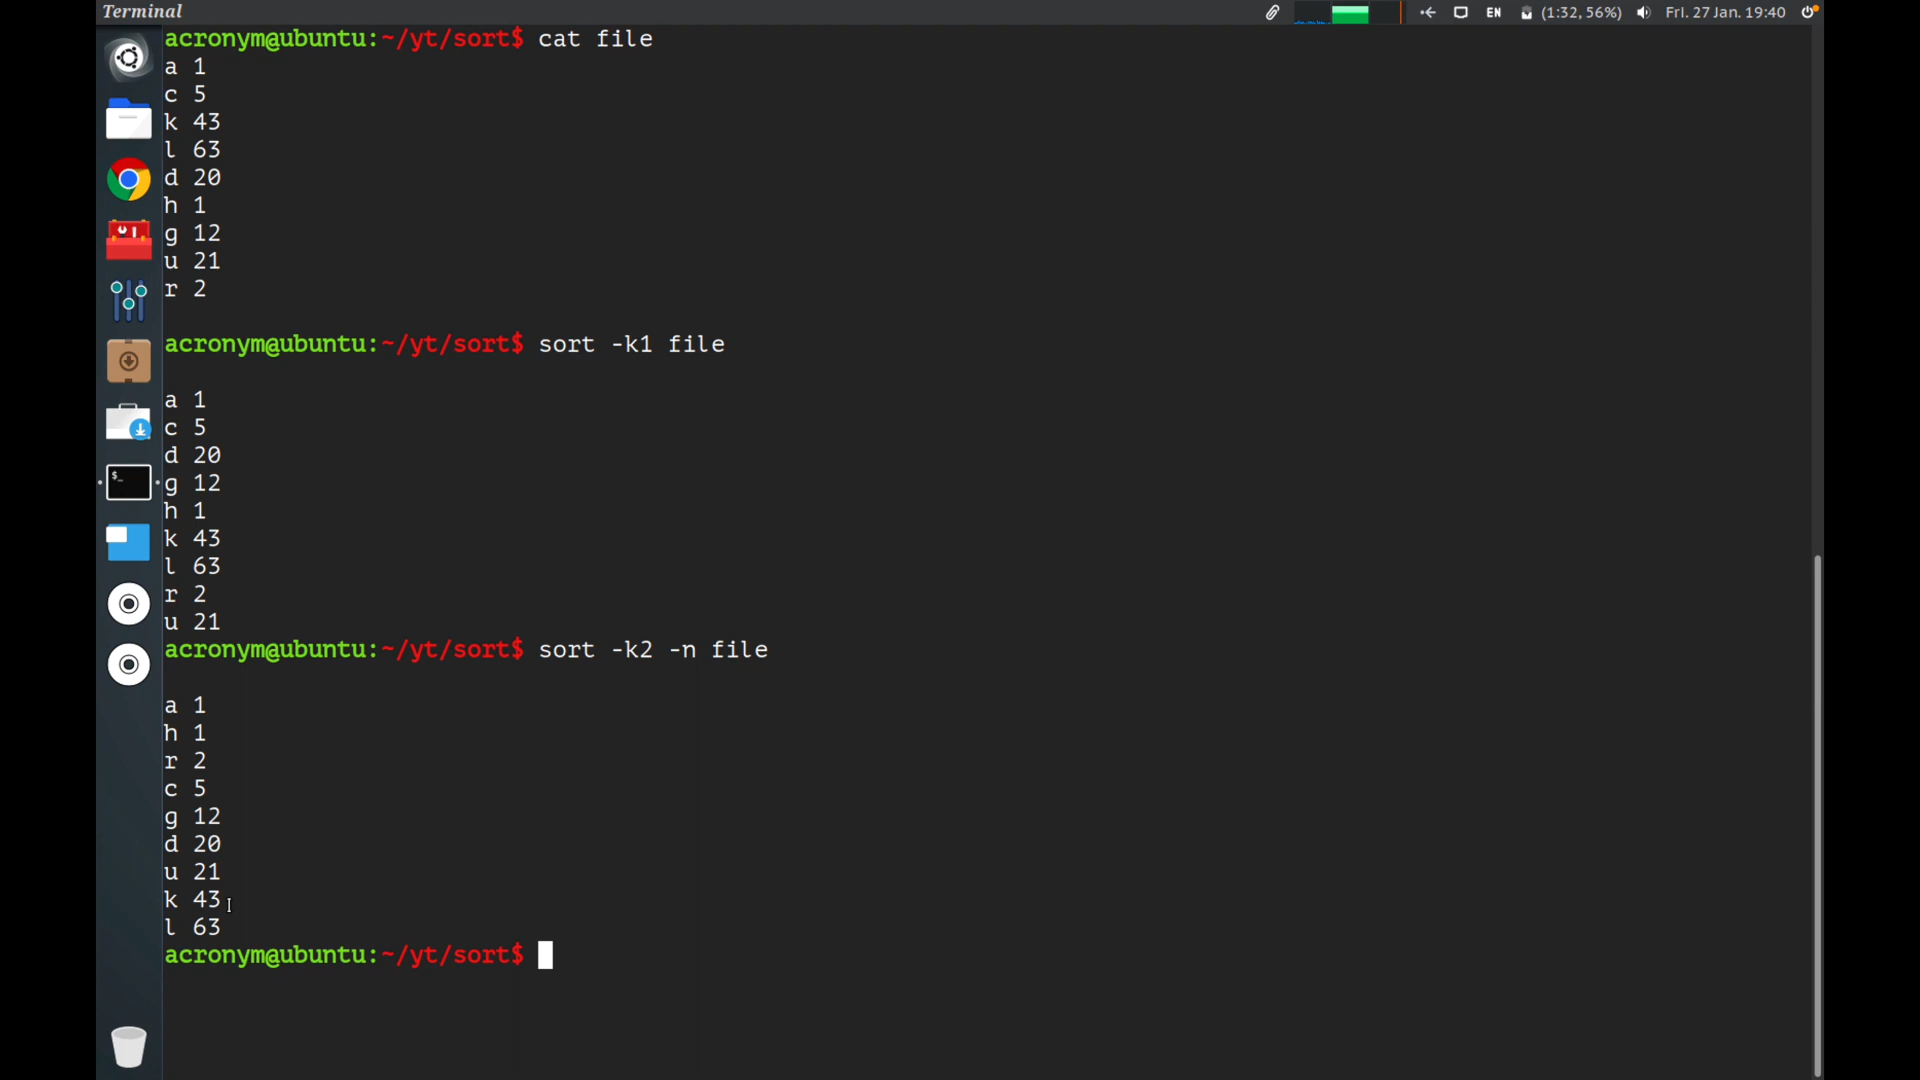 Terminal
EN (1:32, 56%) Fri. 27 Jan. 19:40
acronym@ubuntu:~/yt/sort$ cat file
a 1
c 5
k 43
l 63
d 20
h 1
g 12
u 21
r 2
acronym@ubuntu:~/yt/sort$ sort -k1 file
a 1
c 5
d 20
g 12
h 1
k 43
l 63
r 2
u 21
acronym@ubuntu:~/yt/sort$ sort -k2 -n file
a 1
h 1
r 2
c 5
g 12
d 20
u 21
k 43
l 63
acronym@ubuntu:~/yt/sort$
$_